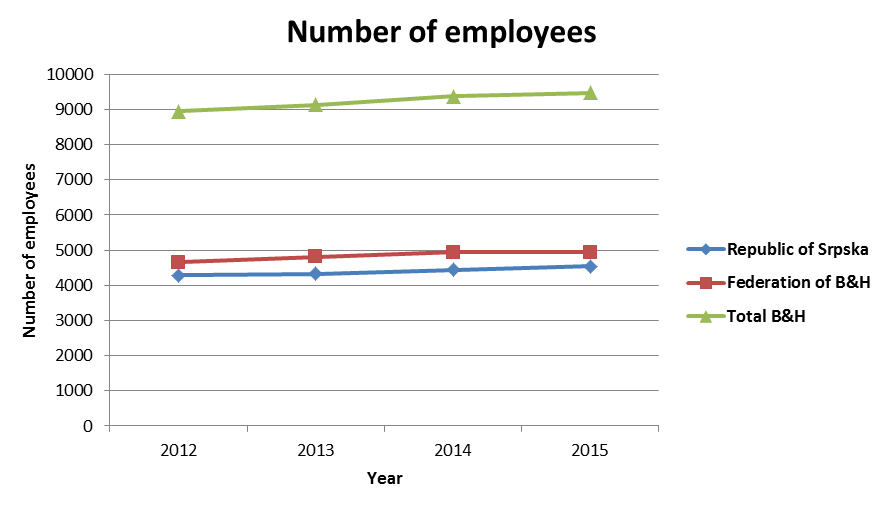 Number of employees
10000
9000
8000
7000
6000
5000
4000
3000
2000
1000
0
Number of employees
2012 2013 2014 2015
Year
Republic of Srpska
Federation of B&H
Total B&H